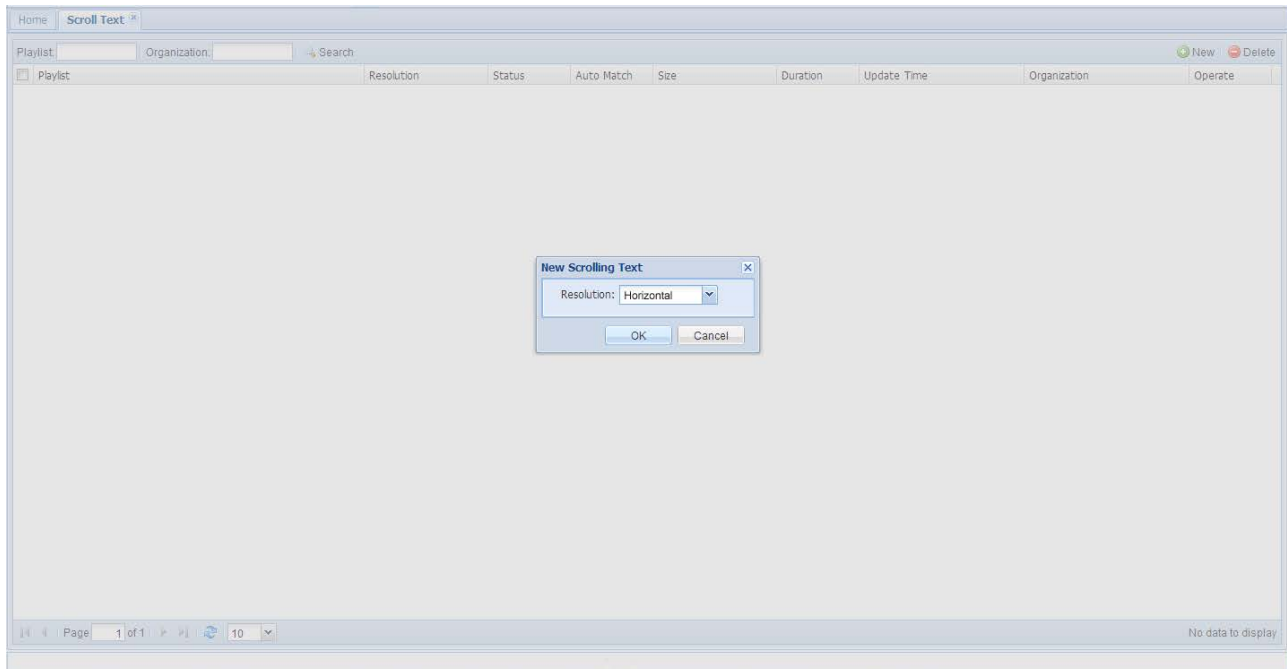 Home Scroll Text
Playlist: Organization: Search New Delete
Playlist Resolution Status Auto Match Size Duration Update Time Organization Operate
New Scrolling Text
Resolution: Horizontal
OK Cancel
Page 1 of 1 10 No data to display